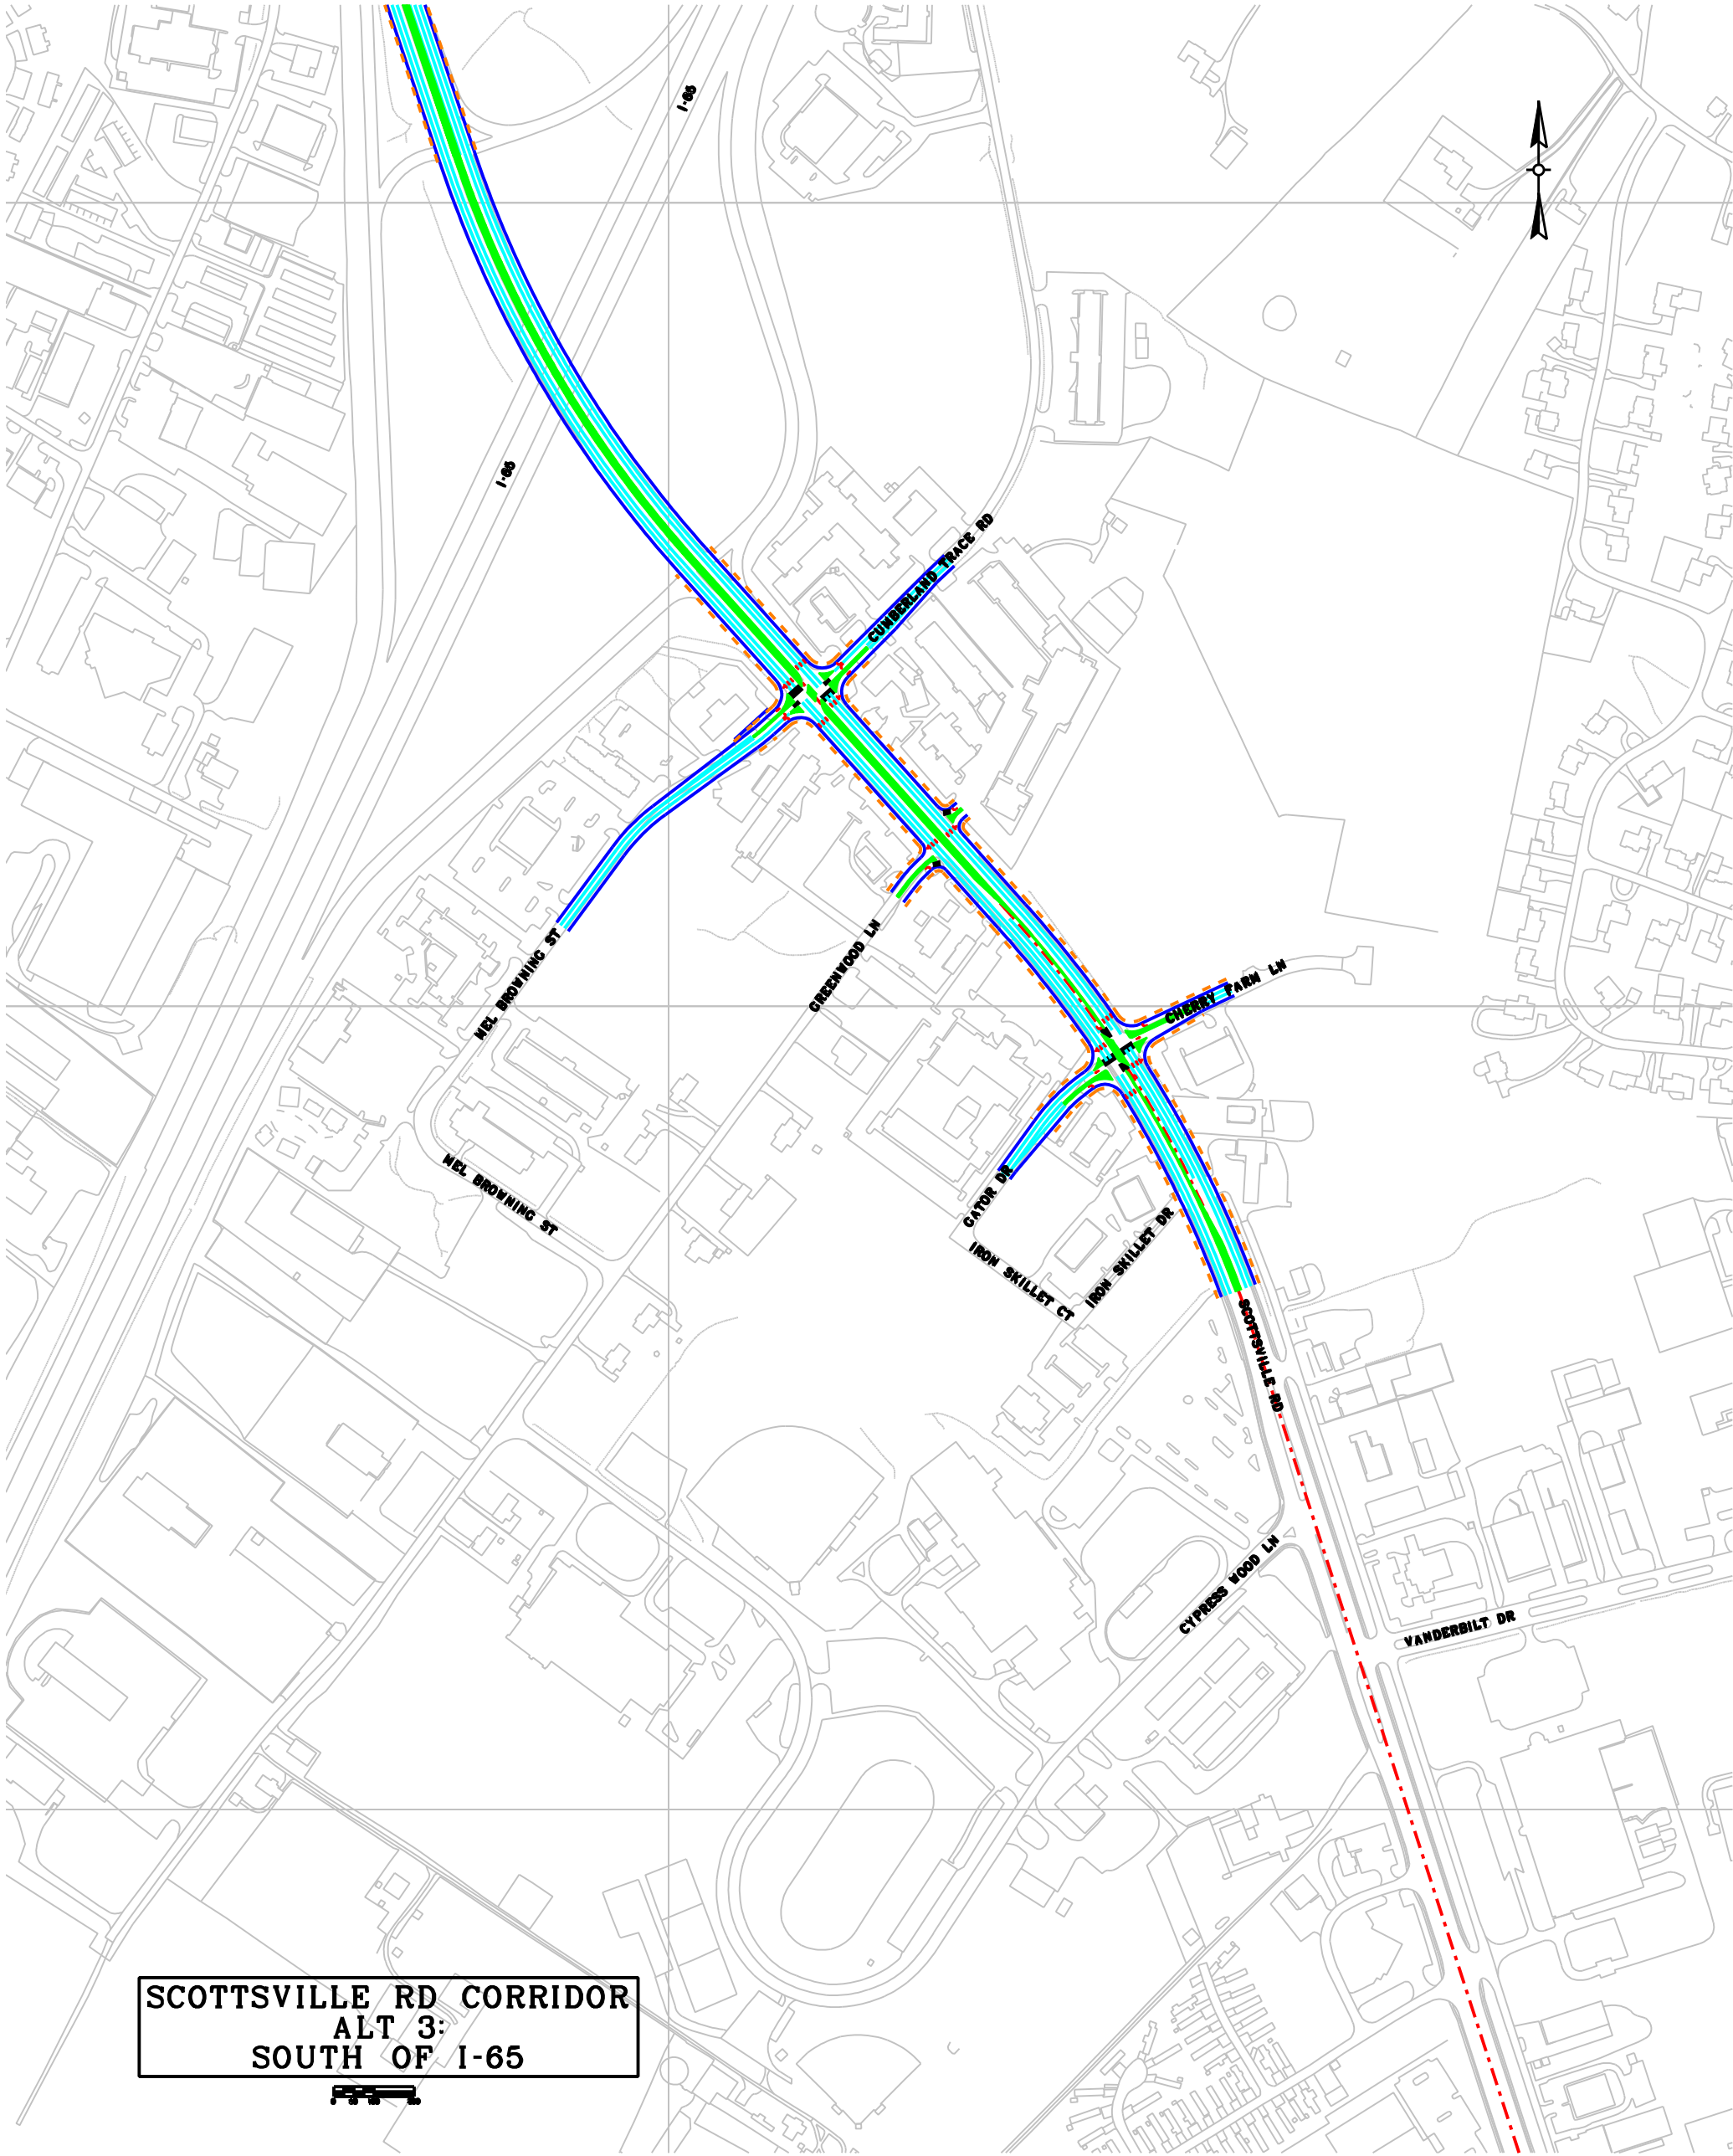 I-65
I-65
CUMBERLAND TRACE RD
MEL BROWNING ST
GREENWOOD LN
CHERRY FARM LN
MEL BROWNING ST
GATOR DR
IRON SKILLET CT
IRON SKILLET DR
SCOTTSVILLE RD
CYPRESS WOOD LN
VANDERBILT DR
SCOTTSVILLE RD CORRIDOR
ALT 3:
SOUTH OF I-65